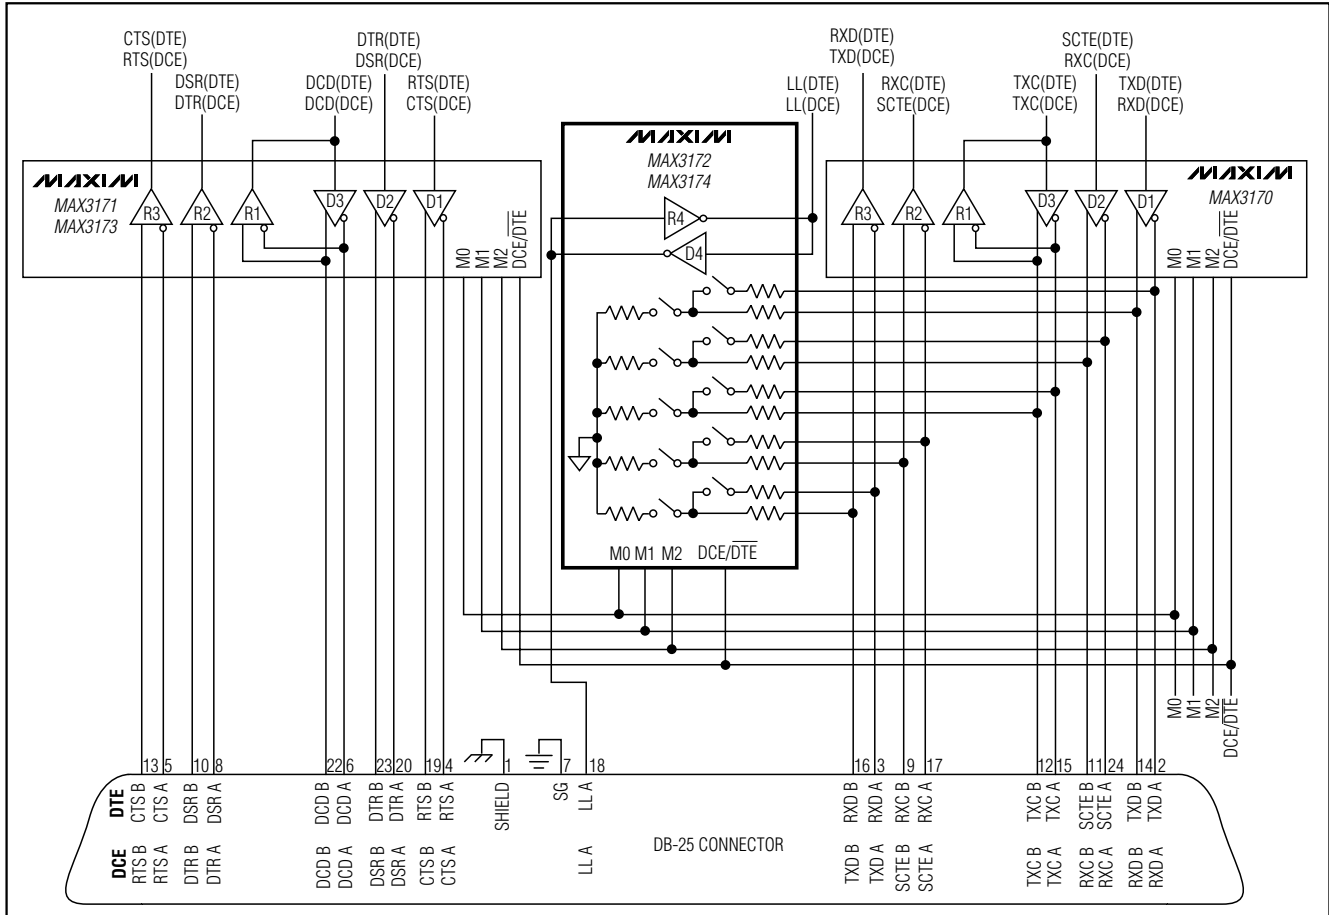 CTS(DTE)
RTS(DCE)
DSR(DTE)
DTR(DCE)
DCD(DTE)
DCD(DCE)
DTR(DTE)
DSR(DCE)
RTS(DTE)
CTS(DCE)
LL(DTE)
LL(DCE)
RXD(DTE)
TXD(DCE)
RXC(DTE)
SCTE(DCE)
TXC(DTE)
TXC(DCE)
SCTE(DTE)
RXC(DCE)
TXD(DTE)
RXD(DCE)
MAXIM
MAX3171
MAX3173
R3
R2
R1
D3
D2
D1
M0
M1
M2
DCE/DTE
MAXIM
MAX3172
MAX3174
R4
D4
M0 M1 M2 DCE/DTE
MAXIM
MAX3170
R3
R2
R1
D3
D2
D1
M0
M1
M2
DCE/DTE
M0
M1
M2
DCE/DTE
13 5 10 8 22 6 23 20 19 4 1 7 18 16 3 9 17 12 15 11 24 14 2
DTE
CTS B
CTS A
DSR B
DSR A
DCD B
DCD A
DTR B
DTR A
RTS B
RTS A
SHIELD
SG
LL A
RXD B
RXD A
RXC B
RXC A
TXC B
TXC A
SCTE B
SCTE A
TXD B
TXD A
DB-25 CONNECTOR
DCE
RTS B
RTS A
DTR B
DTR A
DCD B
DCD A
DSR B
DSR A
CTS B
CTS A
LL A
TXD B
TXD A
SCTE B
SCTE A
TXC B
TXC A
RXC B
RXC A
RXD B
RXD A